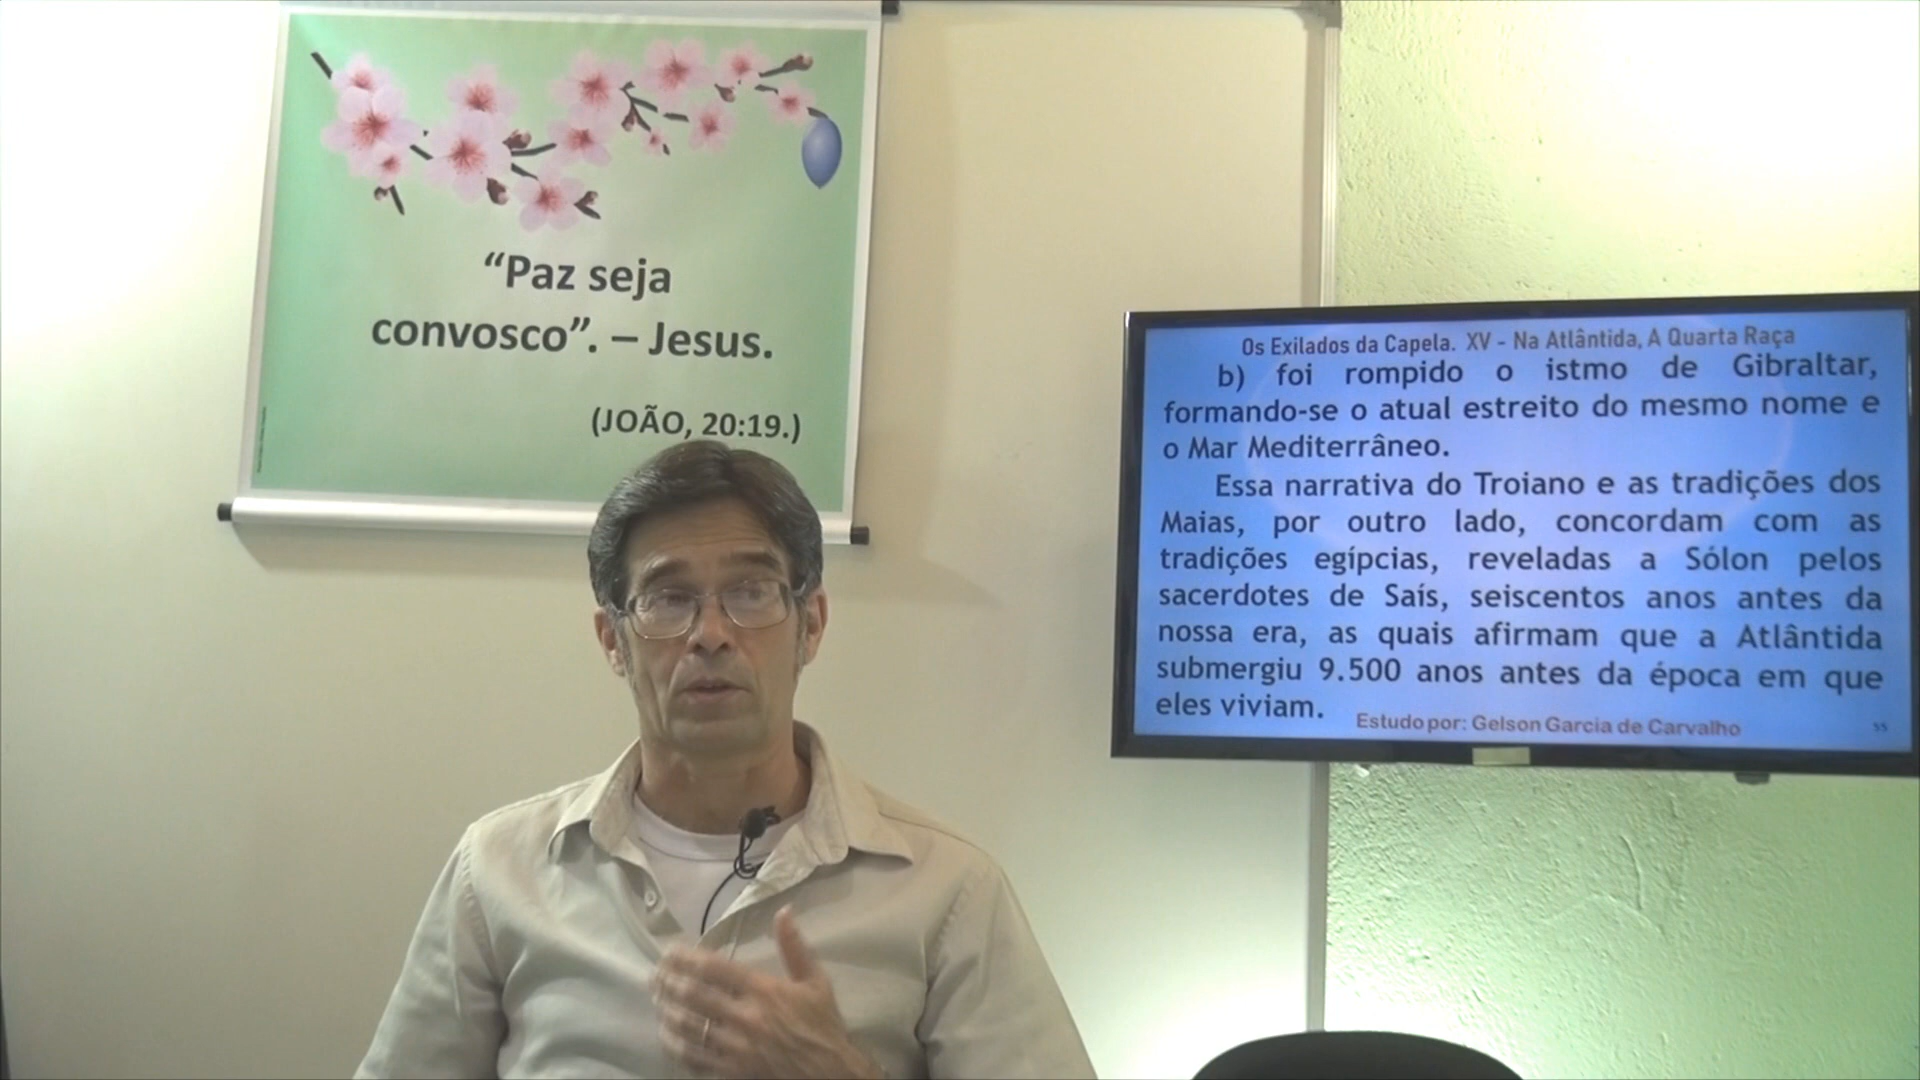 “Paz seja
convosco”. – Jesus.
(JOÃO, 20:19.)
Os Exilados da Capela. XV - Na Atlântida, A Quarta Raça
b) foi rompido o istmo de Gibraltar,
formando-se o atual estreito do mesmo nome e
o Mar Mediterrâneo.
Essa narrativa do Troiano e as tradições dos
Maias, por outro lado, concordam com as
tradições egípcias, reveladas a Sólon pelos
sacerdotes de Saís, seiscentos anos antes da
nossa era, as quais afirmam que a Atlântida
submergiu 9.500 anos antes da época em que
eles viviam.
Estudo por: Gelson Garcia de Carvalho
55